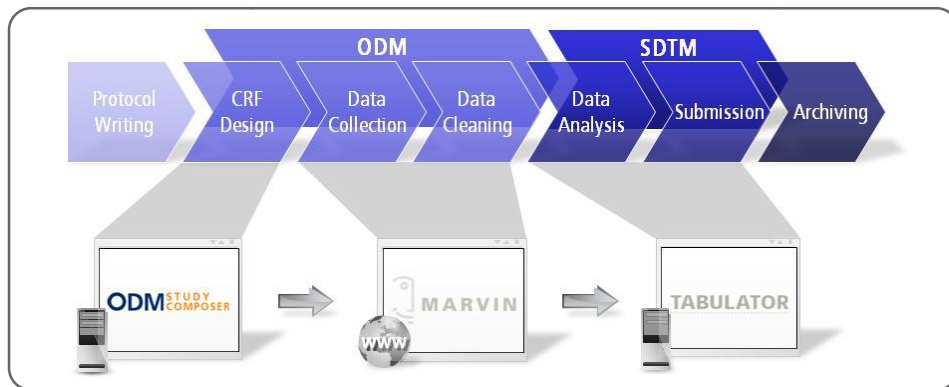 ODM
SDTM
Protocol
Writing
CRF
Design
Data
Collection
Data
Cleaning
Data
Analysis
Submission
Archiving
ODM STUDY
COMPOSER
MARVIN
TABULATOR
WWW